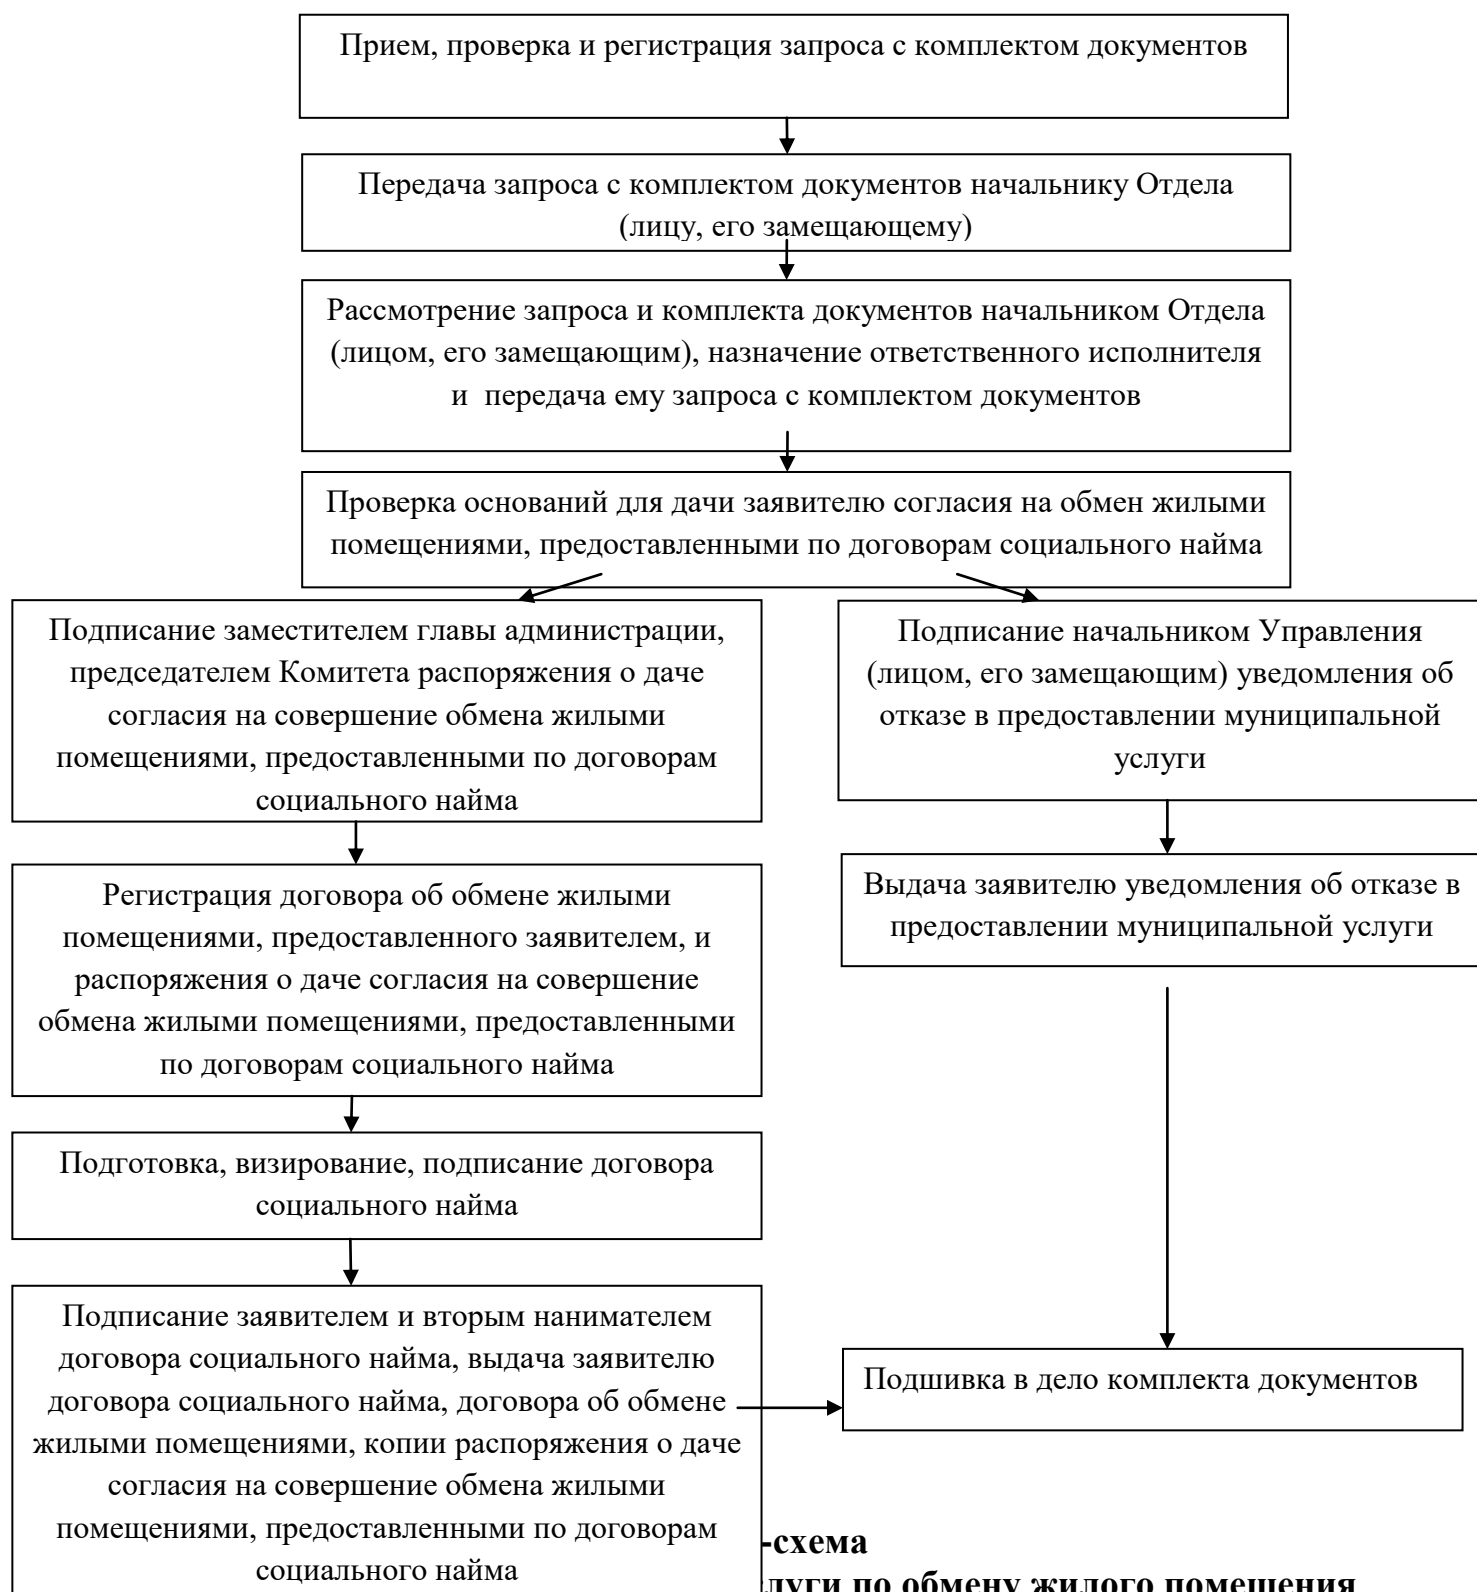 Прием, проверка и регистрация запроса с комплектом документов
Передача запроса с комплектом документов начальнику Отдела
(лицу, его замещающему)
Рассмотрение запроса и комплекта документов начальником Отдела
(лицом, его замещающим), назначение ответственного исполнителя
и передача ему запроса с комплектом документов
Проверка оснований для дачи заявителю согласия на обмен жилыми
помещениями, предоставленными по договорам социального найма
Подписание заместителем главы администрации,
председателем Комитета распоряжения о даче
согласия на совершение обмена жилыми
помещениями, предоставленными по договорам
социального найма
Подписание начальником Управления
(лицом, его замещающим) уведомления об
отказе в предоставлении муниципальной
услуги
Регистрация договора об обмене жилыми
помещениями, предоставленного заявителем, и
распоряжения о даче согласия на совершение
обмена жилыми помещениями, предоставленными
по договорам социального найма
Выдача заявителю уведомления об отказе в
предоставлении муниципальной услуги
Подготовка, визирование, подписание договора
социального найма
Подписание заявителем и вторым нанимателем
договора социального найма, выдача заявителю
договора социального найма, договора об обмене
жилыми помещениями, копии распоряжения о даче
согласия на совершение обмена жилыми
помещениями, предоставленными по договорам
социального найма
Подшивка в дело комплекта документов
-схема
слуги по обмену жилого помещения